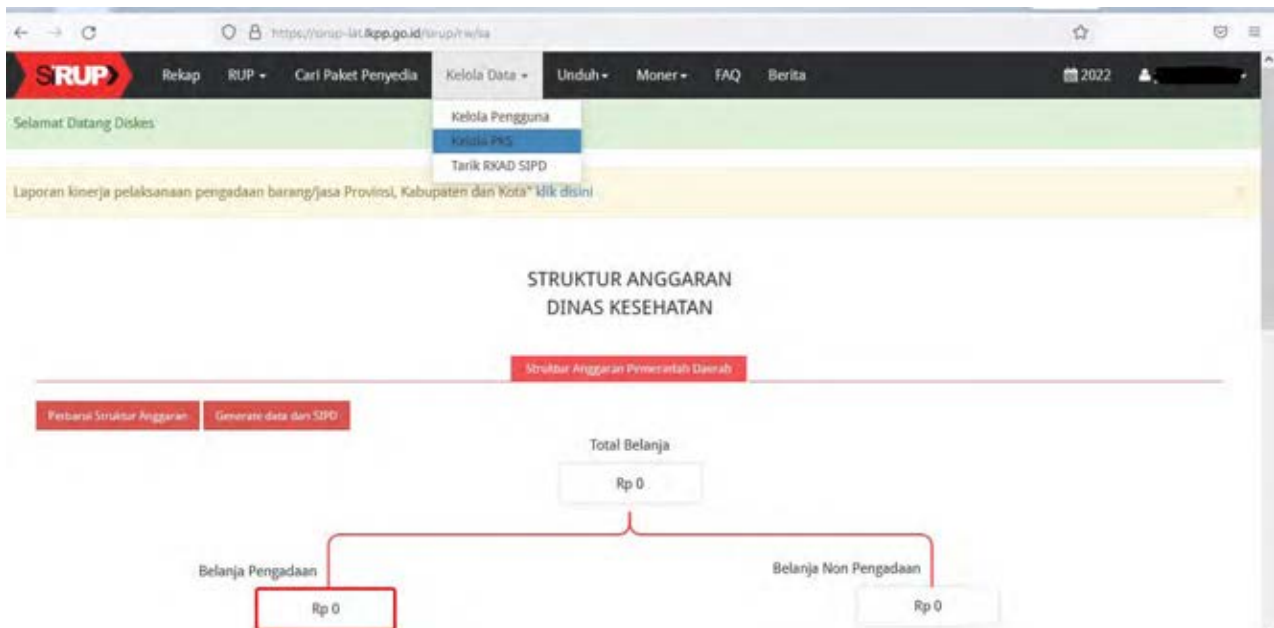 https://sirup-lat.lkpp.go.id/sirup/rw/sa
SIRUP Rekap RUP Cari Paket Penyedia Kelola Data Unduh Moner FAQ Berita 2022
Kelola Pengguna
Selamat Datang Diskes
Kelola PKS
Tarik RKAD SIPD
Laporan kinerja pelaksanaan pengadaan barang/jasa Provinsi, Kabupaten dan Kota" klik disini
STRUKTUR ANGGARAN
DINAS KESEHATAN
Struktur Anggaran Pemerintah Daerah
Perbarui Struktur Anggaran Generate data dari SIPD
Total Belanja
Rp 0
Belanja Pengadaan Belanja Non Pengadaan
Rp 0 Rp 0